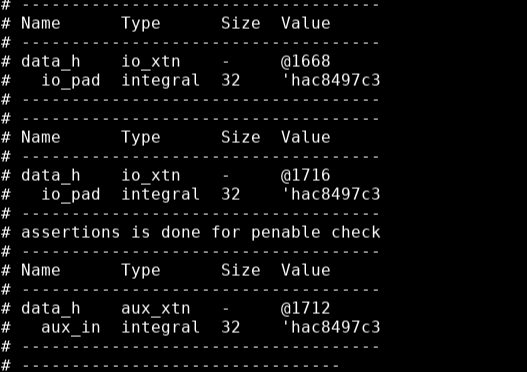 # ------------------------------------
# Name      Type      Size  Value
# ------------------------------------
# data_h    io_xtn    -     @1668
#   io_pad  integral  32    'hac8497c3
# ------------------------------------
# ------------------------------------
# Name      Type      Size  Value
# ------------------------------------
# data_h    io_xtn    -     @1716
#   io_pad  integral  32    'hac8497c3
# ------------------------------------
# assertions is done for penable check
# ------------------------------------
# Name      Type      Size  Value
# ------------------------------------
# data_h    aux_xtn   -     @1712
#   aux_in  integral  32    'hac8497c3
# ------------------------------------
# --------------------------------